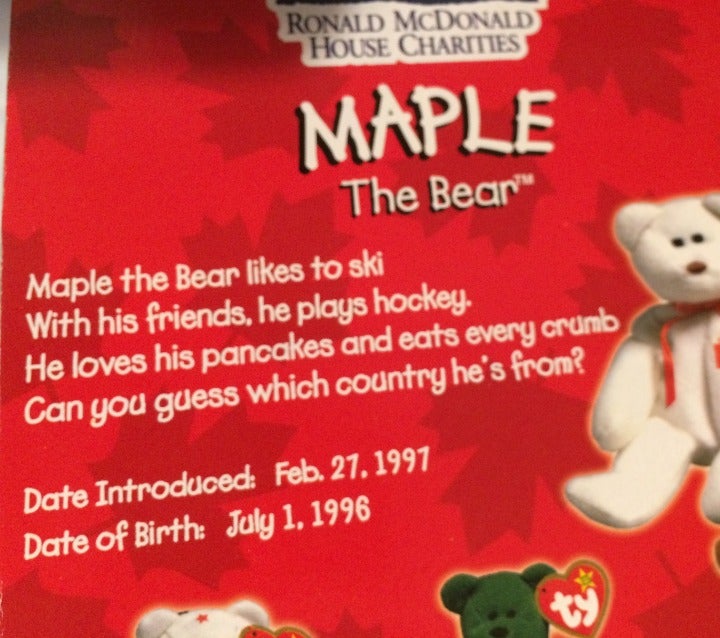 RONALD MCDONALD
HOUSE CHARITIES
MAPLE
The Bear™
Maple the Bear likes to ski
With his friends, he plays hockey.
He loves his pancakes and eats every crumb
Can you guess which country he's from?
Date Introduced: Feb. 27, 1997
Date of Birth: July 1, 1996
ty